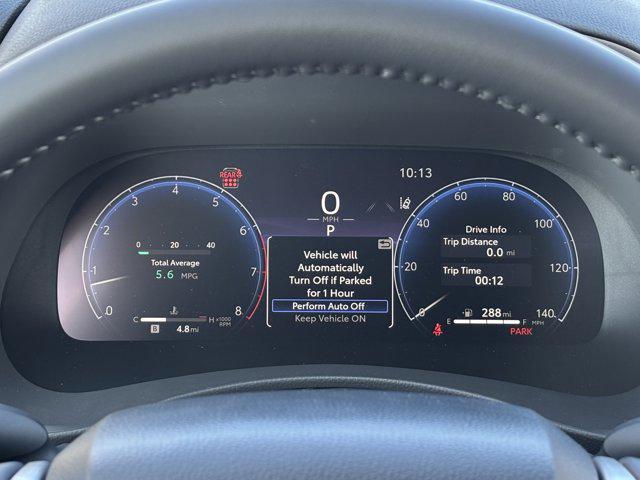 REAR
10:13
0
MPH
P
0
1
2
3
4
5
6
7
8
x1000
RPM
0 20 40
Total Average
5.6 MPG
C H
B 4.8 mi
Vehicle will
Automatically
Turn Off if Parked
for 1 Hour
Perform Auto Off
Keep Vehicle ON
0
20
40
60
80
100
120
140
MPH
Drive Info
Trip Distance
0.0 mi
Trip Time
00:12
288 mi
E F
PARK